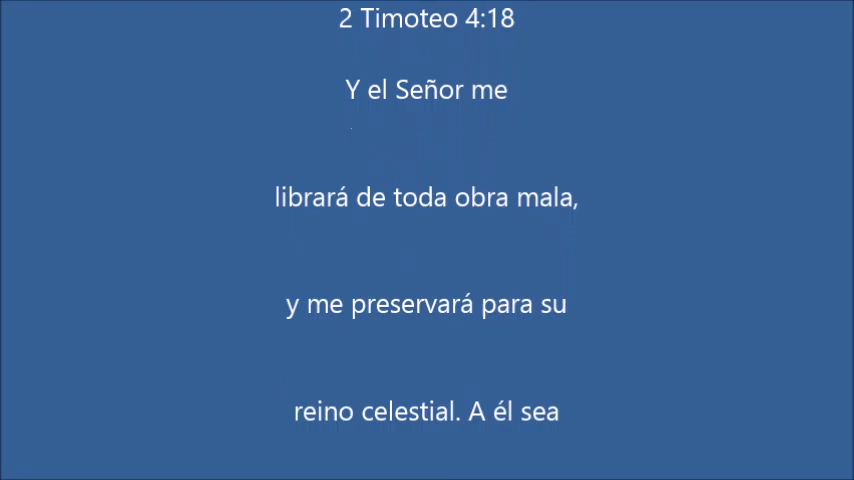 2 Timoteo 4:18
Y el Señor me
librará de toda obra mala,
y me preservará para su
reino celestial. A él sea